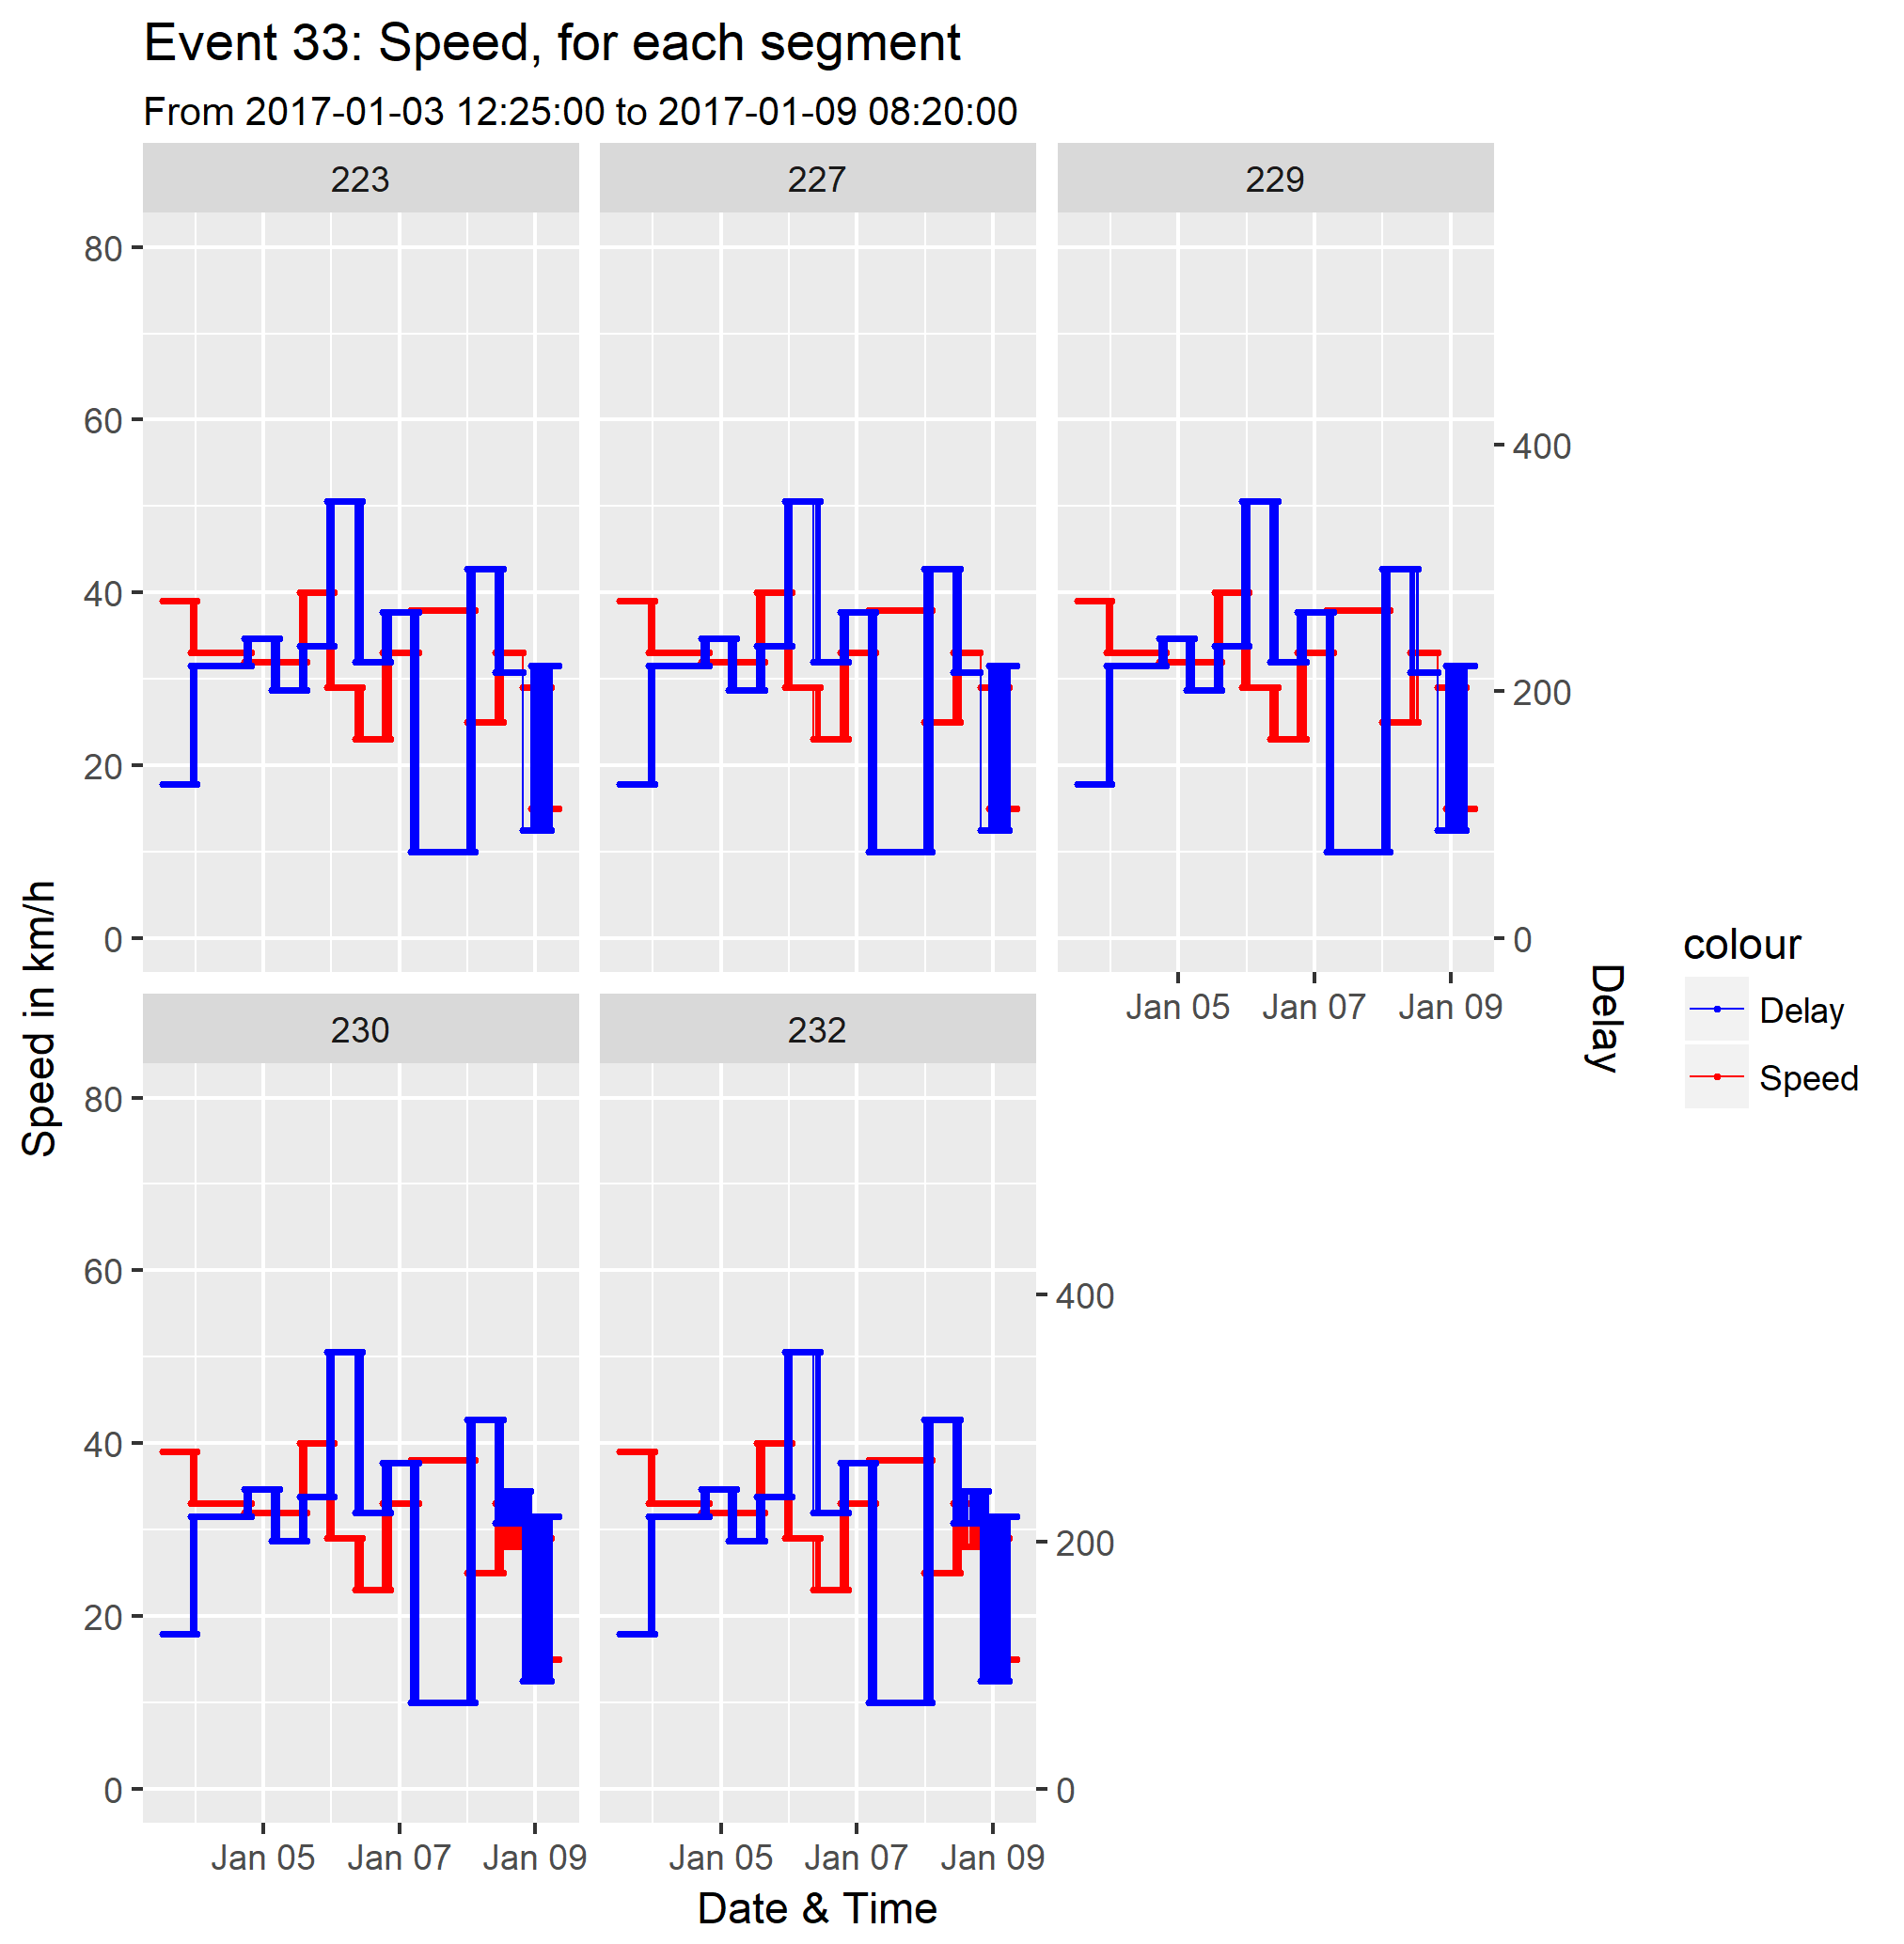 Event 33: Speed, for each segment
From 2017-01-03 12:25:00 to 2017-01-09 08:20:00
223
227
229
80
60
40
20
0
400
200
0
Jan 05
Jan 07
Jan 09
230
232
80
60
40
20
0
400
200
0
Jan 05
Jan 07
Jan 09
Jan 05
Jan 07
Jan 09
Date & Time
Speed in km/h
Delay
colour
Delay
Speed